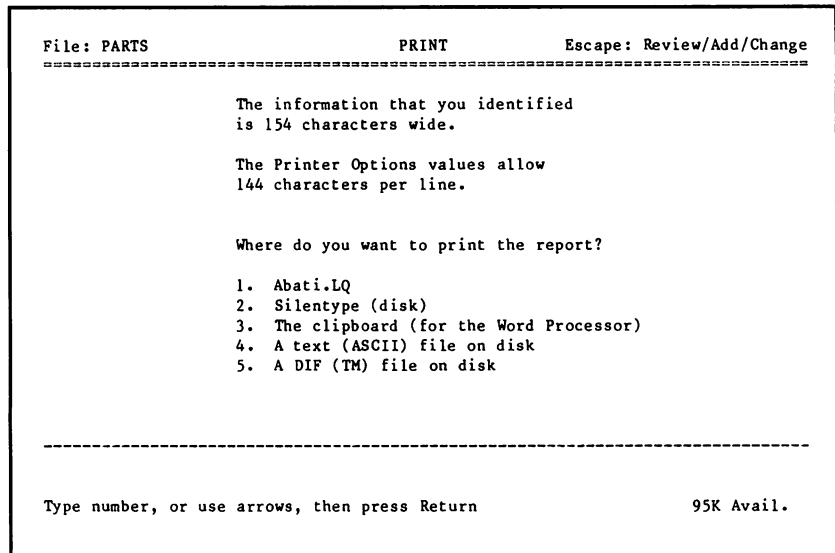 File: PARTS PRINT Escape: Review/Add/Change
==============================================================================
The information that you identified
is 154 characters wide.
The Printer Options values allow
144 characters per line.
Where do you want to print the report?
1. Abati.LQ
2. Silentype (disk)
3. The clipboard (for the Word Processor)
4. A text (ASCII) file on disk
5. A DIF (TM) file on disk
------------------------------------------------------------------------------
Type number, or use arrows, then press Return 95K Avail.